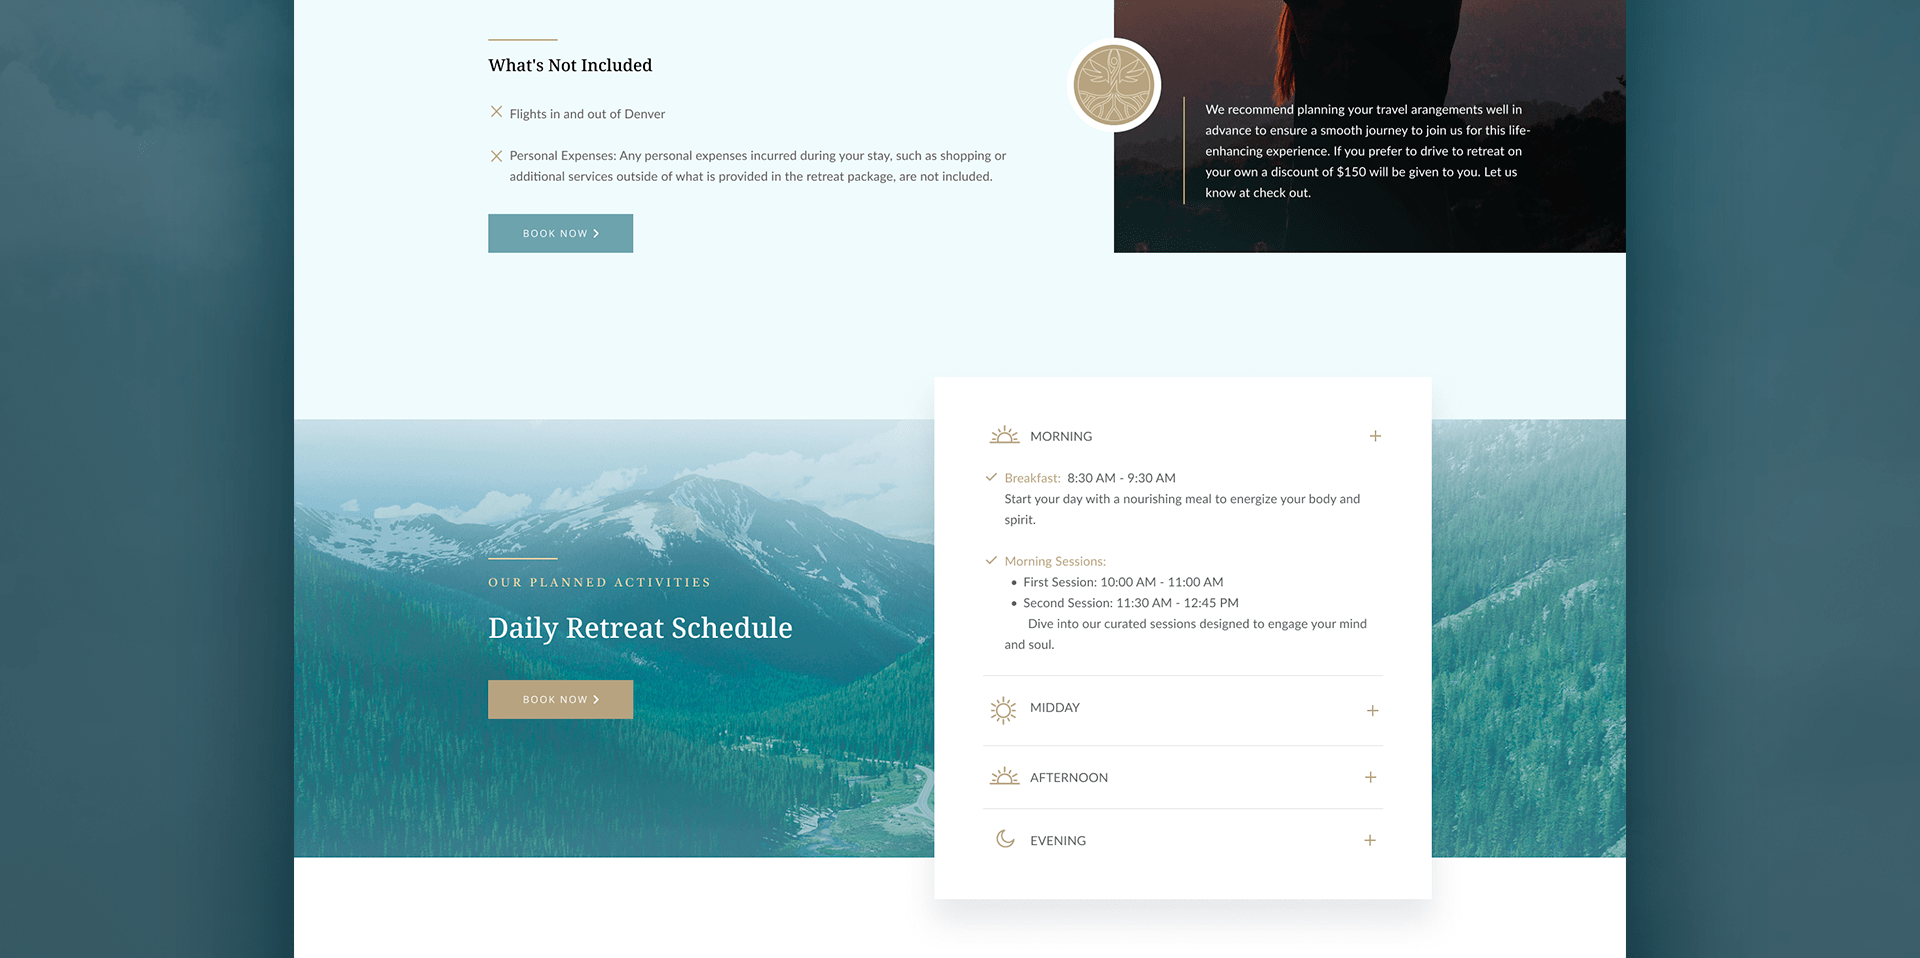 What's Not Included
Flights in and out of Denver
Personal Expenses: Any personal expenses incurred during your stay, such as shopping or
additional services outside of what is provided in the retreat package, are not included.
BOOK NOW
We recommend planning your travel arangements well in
advance to ensure a smooth journey to join us for this life-
enhancing experience. If you prefer to drive to retreat on
your own a discount of $150 will be given to you. Let us
know at check out.
OUR PLANNED ACTIVITIES
Daily Retreat Schedule
BOOK NOW
MORNING
Breakfast: 8:30 AM - 9:30 AM
Start your day with a nourishing meal to energize your body and
spirit.
Morning Sessions:
• First Session: 10:00 AM - 11:00 AM
• Second Session: 11:30 AM - 12:45 PM
Dive into our curated sessions designed to engage your mind
and soul.
MIDDAY
AFTERNOON
EVENING